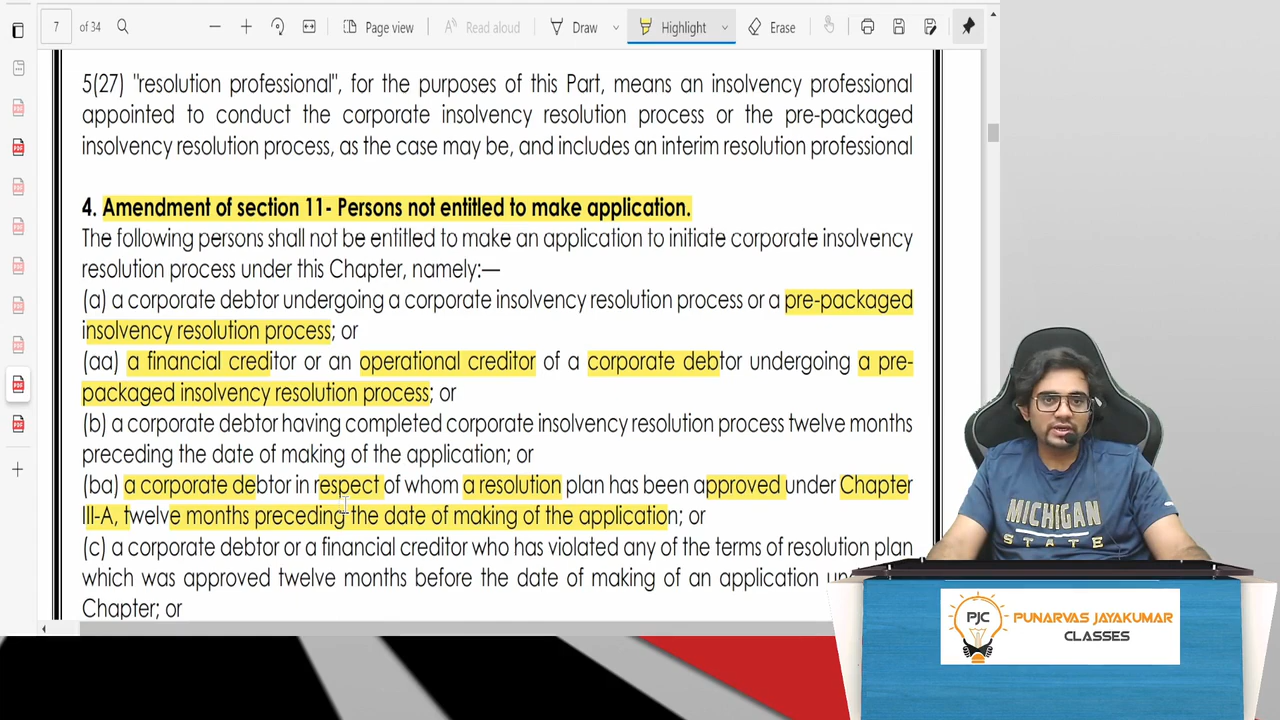 7 of 34 Page view Read aloud Draw Highlight Erase
5(27) "resolution professional", for the purposes of this Part, means an insolvency professional
appointed to conduct the corporate insolvency resolution process or the pre-packaged
insolvency resolution process, as the case may be, and includes an interim resolution professional
4. Amendment of section 11- Persons not entitled to make application.
The following persons shall not be entitled to make an application to initiate corporate insolvency
resolution process under this Chapter, namely:—
(a) a corporate debtor undergoing a corporate insolvency resolution process or a pre-packaged
insolvency resolution process; or
(aa) a financial creditor or an operational creditor of a corporate debtor undergoing a pre-
packaged insolvency resolution process; or
(b) a corporate debtor having completed corporate insolvency resolution process twelve months
preceding the date of making of the application; or
(ba) a corporate debtor in respect of whom a resolution plan has been approved under Chapter
III-A, twelve months preceding the date of making of the application; or
(c) a corporate debtor or a financial creditor who has violated any of the terms of resolution plan
which was approved twelve months before the date of making of an application
Chapter; or
MICHIGAN
STATE
PJC
PUNARVAS JAYAKUMAR
CLASSES